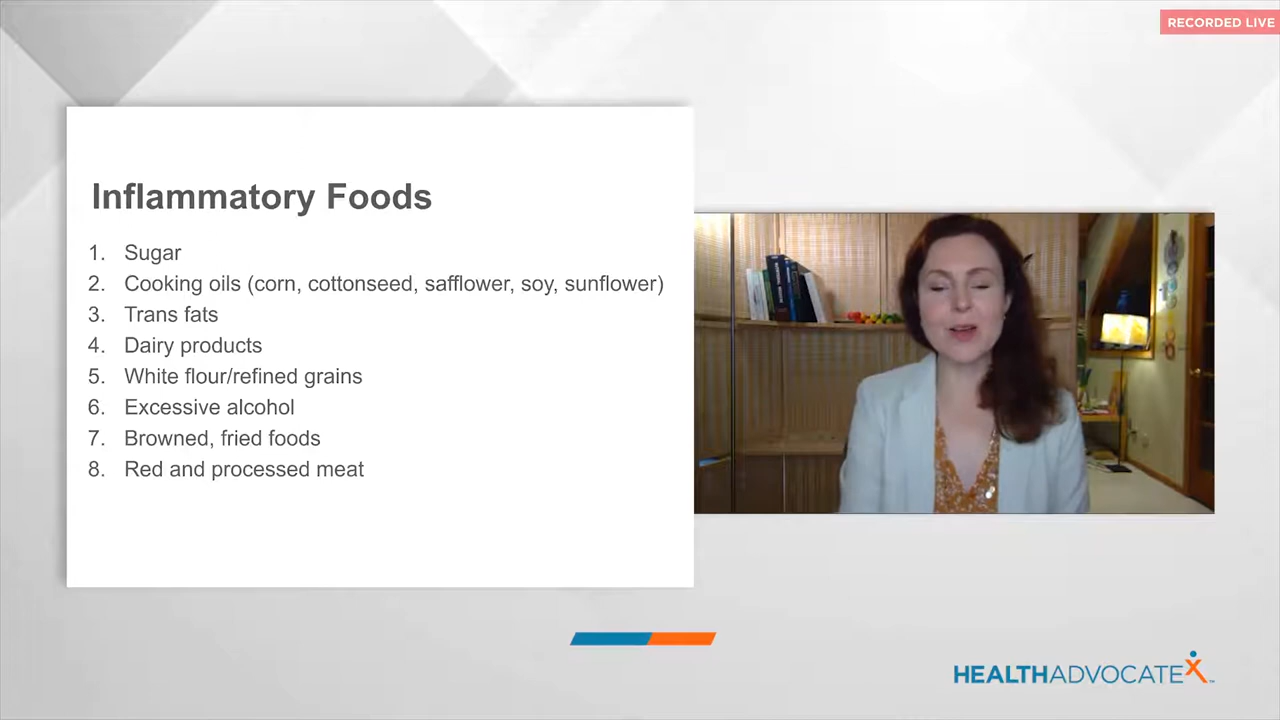 RECORDED LIVE
Inflammatory Foods
1. Sugar
2. Cooking oils (corn, cottonseed, safflower, soy, sunflower)
3. Trans fats
4. Dairy products
5. White flour/refined grains
6. Excessive alcohol
7. Browned, fried foods
8. Red and processed meat
HEALTHADVOCATEX™